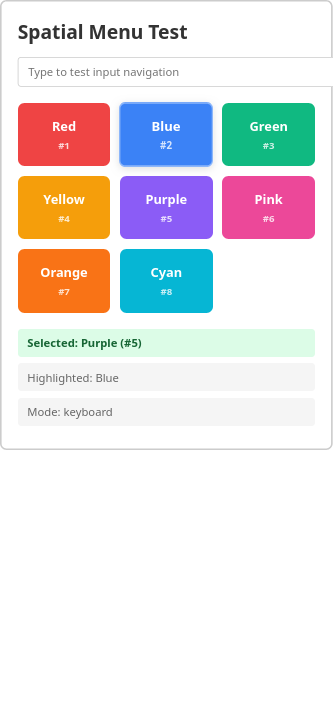 Spatial Menu Test
Type to test input navigation
Red
#1
Blue
#2
Green
#3
Yellow
#4
Purple
#5
Pink
#6
Orange
#7
Cyan
#8
Selected: Purple (#5)
Highlighted: Blue
Mode: keyboard